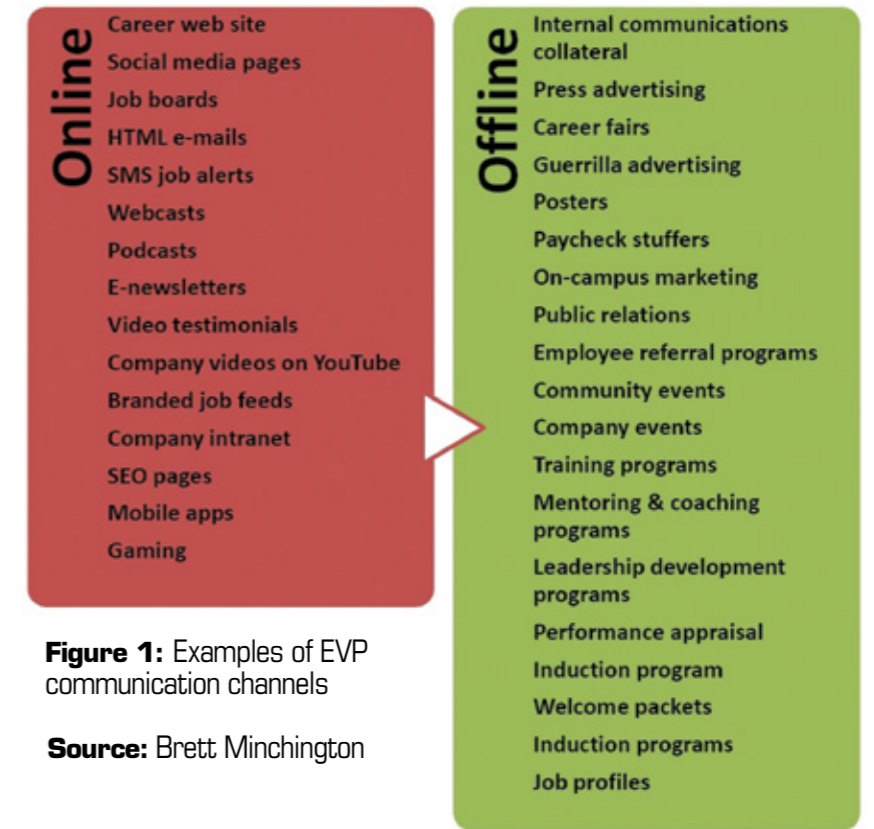 Online
Career web site
Social media pages
Job boards
HTML e-mails
SMS job alerts
Webcasts
Podcasts
E-newsletters
Video testimonials
Company videos on YouTube
Branded job feeds
Company intranet
SEO pages
Mobile apps
Gaming
Offline
Internal communications
collateral
Press advertising
Career fairs
Guerrilla advertising
Posters
Paycheck stuffers
On-campus marketing
Public relations
Employee referral programs
Community events
Company events
Training programs
Mentoring & coaching
programs
Leadership development
programs
Performance appraisal
Induction program
Welcome packets
Induction programs
Job profiles
Figure 1: Examples of EVP
communication channels
Source: Brett Minchington